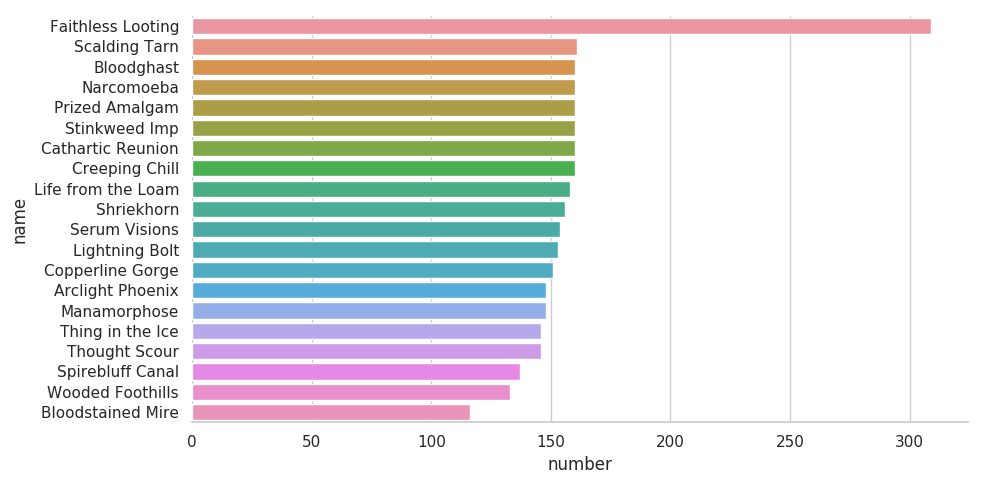 Faithless Looting
Scalding Tarn
Bloodghast
Narcomoeba
Prized Amalgam
Stinkweed Imp
Cathartic Reunion
Creeping Chill
Life from the Loam
Shriekhorn
Serum Visions
Lightning Bolt
Copperline Gorge
Arclight Phoenix
Manamorphose
Thing in the Ice
Thought Scour
Spirebluff Canal
Wooded Foothills
Bloodstained Mire
name
0 50 100 150 200 250 300
number